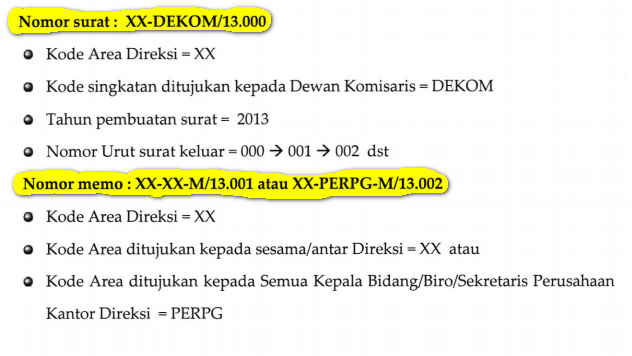 Nomor surat :  XX-DEKOM/13.000
Kode Area Direksi = XX
Kode singkatan ditujukan kepada Dewan Komisaris = DEKOM
Tahun pembuatan surat =  2013
Nomor Urut surat keluar = 000 → 001 → 002  dst
Nomor memo : XX-XX-M/13.001 atau XX-PERPG-M/13.002
Kode Area Direksi = XX
Kode Area ditujukan kepada sesama/antar Direksi = XX  atau
Kode Area ditujukan kepada Semua Kepala Bidang/Biro/Sekretaris Perusahaan
Kantor Direksi  = PERPG